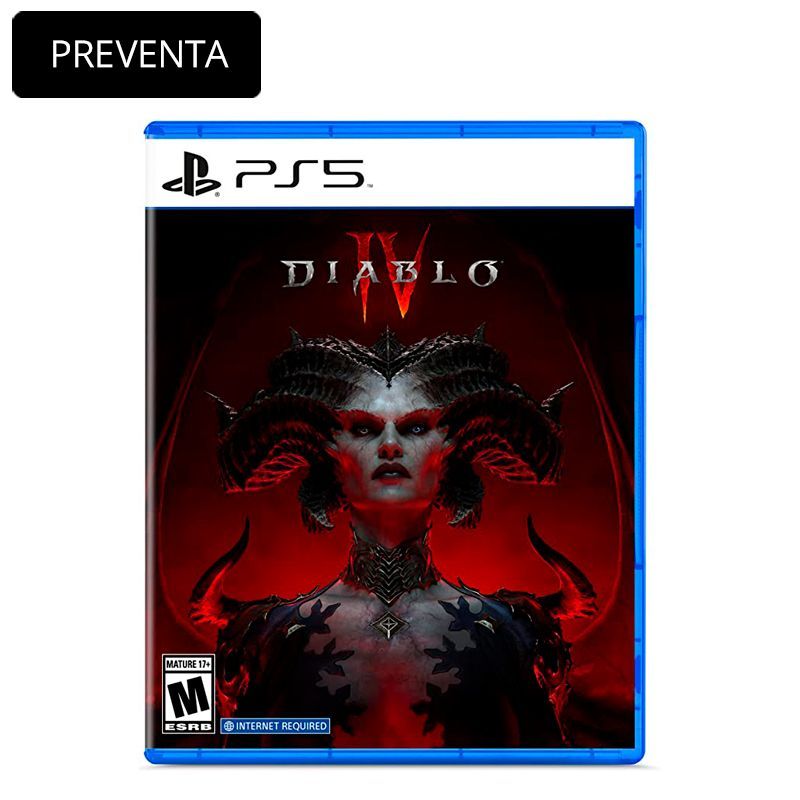 PREVENTA
PS5
DIABLO IV
MATURE 17+
M
ESRB
INTERNET REQUIRED